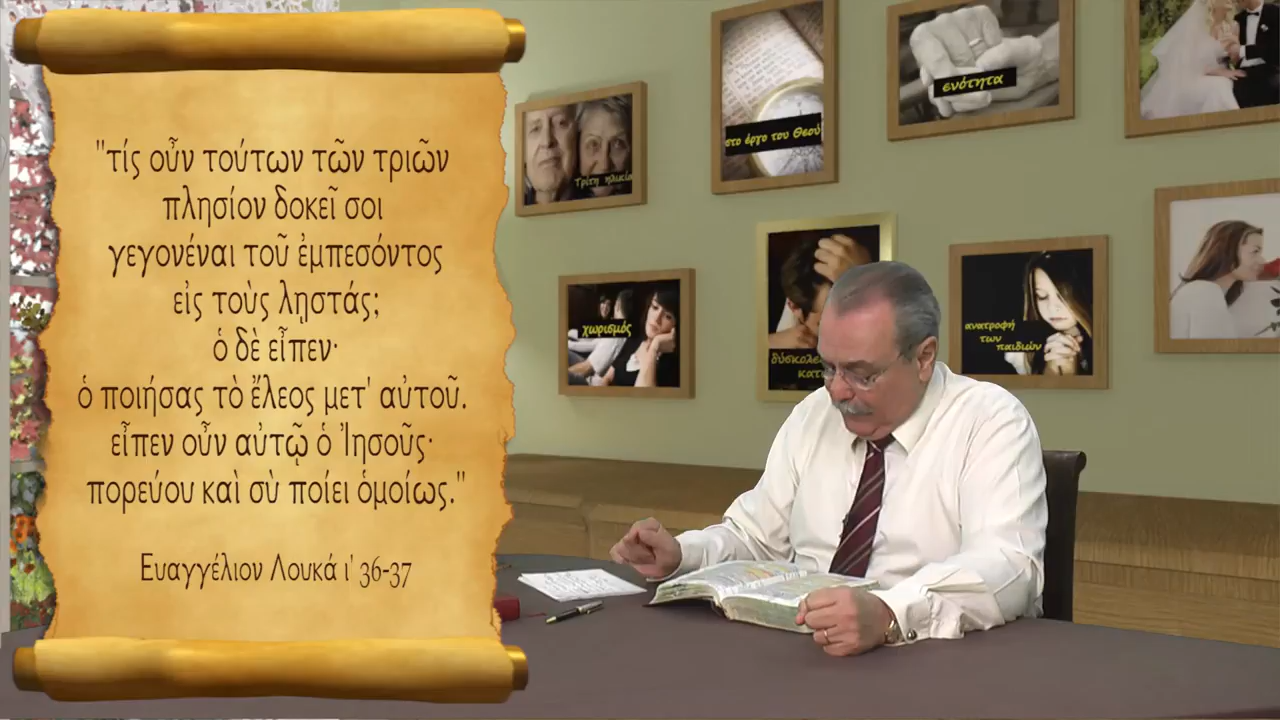 "τίς οὖν τούτων τῶν τριῶν
πλησίον δοκεῖ σοι
γεγονέναι τοῦ ἐμπεσόντος
εἰς τοὺς λῃστάς;
ὁ δὲ εἶπεν·
ὁ ποιήσας τὸ ἔλεος μετ' αὐτοῦ.
εἶπεν οὖν αὐτῷ ὁ Ἰησοῦς·
πορεύου καὶ σὺ ποίει ὁμοίως."
Ευαγγέλιον Λουκά ι' 36-37
Τρίτη ηλικία
στο έργο του Θεού
ενότητα
χωρισμός
ανατροφή
των
παιδιών